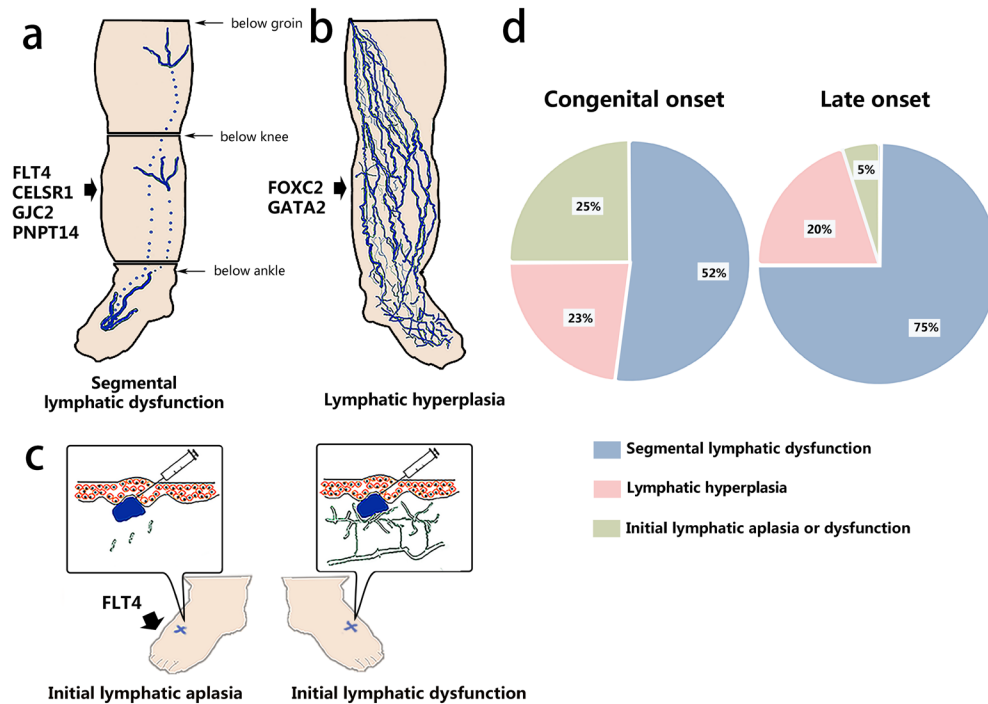 a
below groin
below knee
FLT4
CELSR1
GJC2
PNPT14
below ankle
Segmental
lymphatic dysfunction
b
FOXC2
GATA2
Lymphatic hyperplasia
c
FLT4
Initial lymphatic aplasia
Initial lymphatic dysfunction
d
Congenital onset
25%
52%
23%
Late onset
5%
20%
75%
Segmental lymphatic dysfunction
Lymphatic hyperplasia
Initial lymphatic aplasia or dysfunction